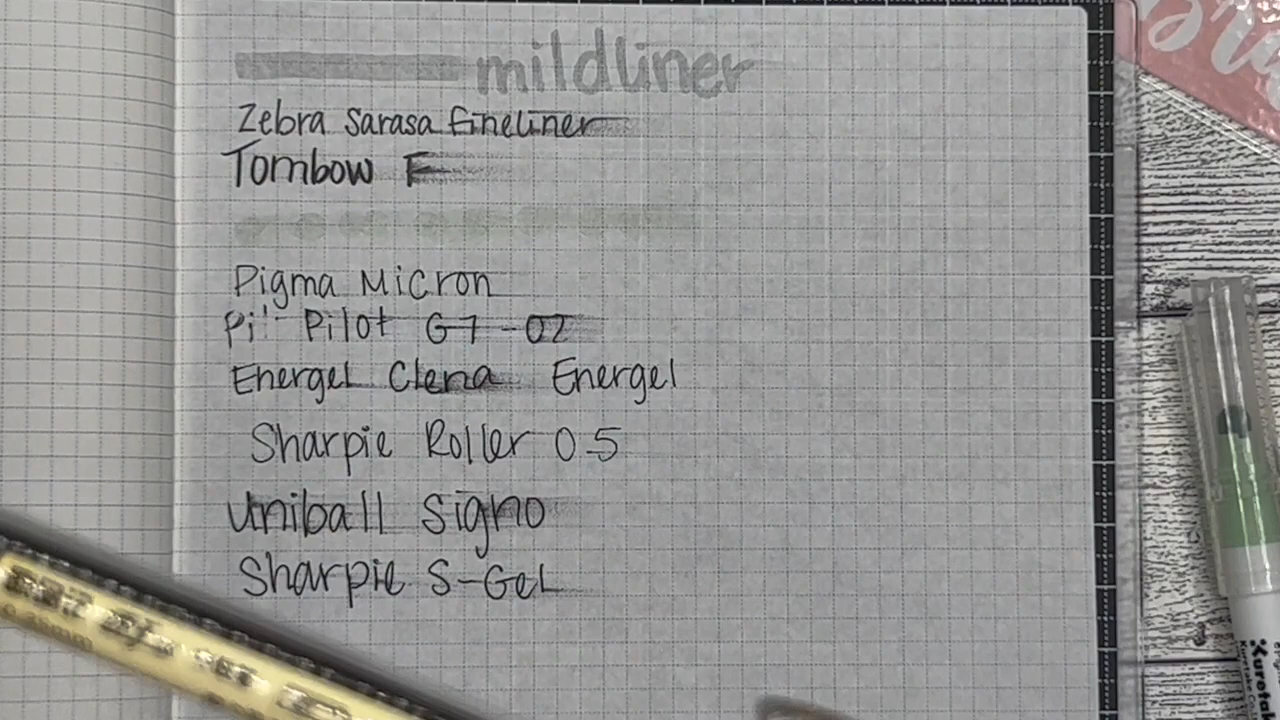 mildliner
Zebra Sarasa fineliner
Tombow F
Pigma Micron
Pi Pilot G7 -02
Energel Clena Energel
Sharpie Roller 0.5
Uniball Signo
Sharpie S-Gel